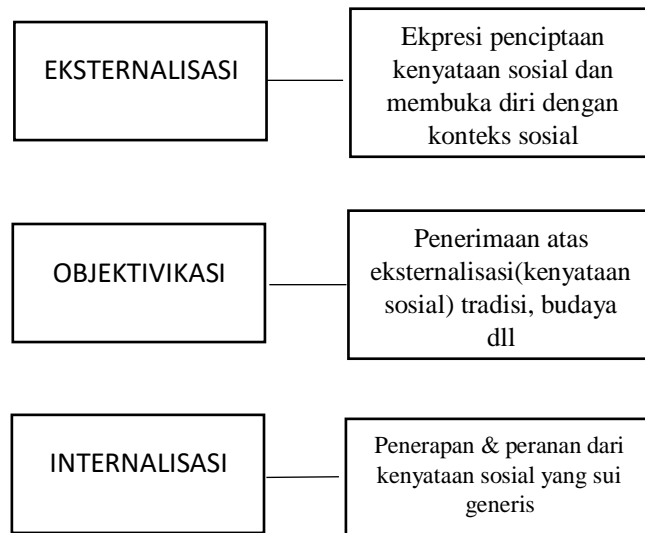 EKSTERNALISASI
Ekpresi penciptaan
kenyataan sosial dan
membuka diri dengan
konteks sosial
OBJEKTIVIKASI
Penerimaan atas
eksternalisasi(kenyataan
sosial) tradisi, budaya
dll
INTERNALISASI
Penerapan & peranan dari
kenyataan sosial yang sui
generis